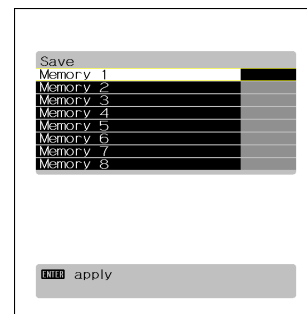 Save
Memory 1
Memory 2
Memory 3
Memory 4
Memory 5
Memory 6
Memory 7
Memory 8
ENTER apply